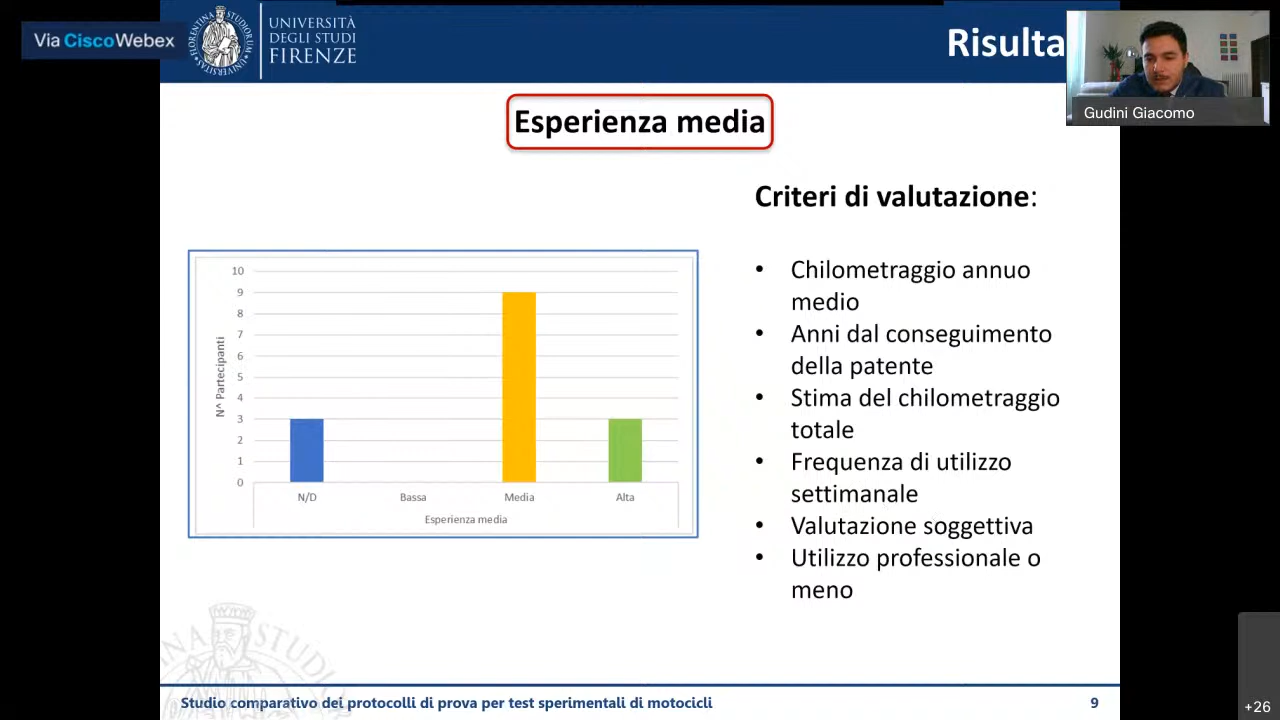 Via CiscoWebex
UNIVERSITÀ
DEGLI STUDI
FIRENZE
Risulta
Gudini Giacomo
Esperienza media
Criteri di valutazione:
10
9
8
7
6
5
4
3
2
1
0
N^ Partecipanti
N/D
Bassa
Media
Alta
Esperienza media
• Chilometraggio annuo
medio
• Anni dal conseguimento
della patente
• Stima del chilometraggio
totale
• Frequenza di utilizzo
settimanale
• Valutazione soggettiva
• Utilizzo professionale o
meno
Studio comparativo dei protocolli di prova per test sperimentali di motocicli
9
+26